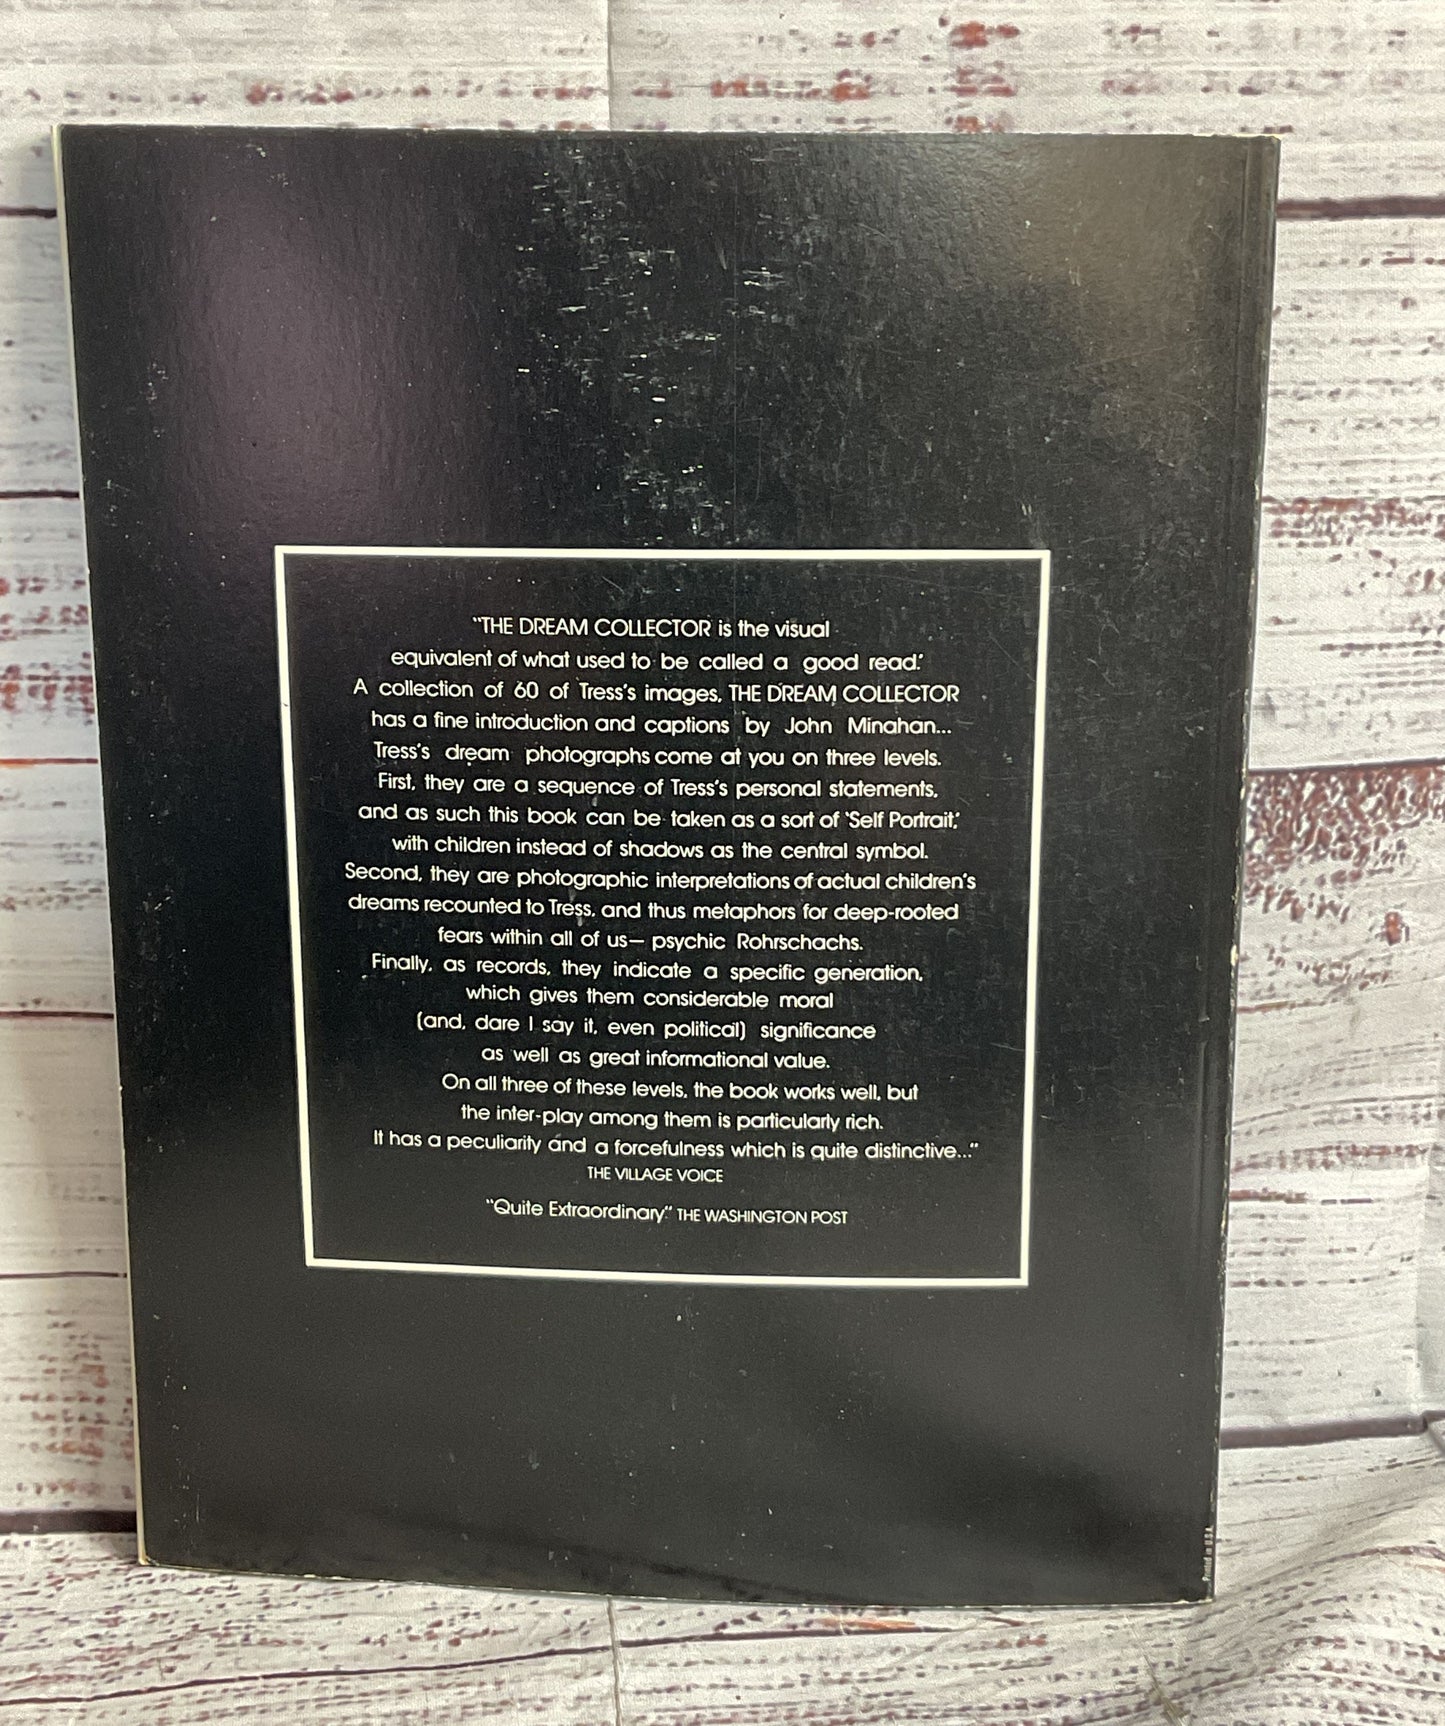 “THE DREAM COLLECTOR is the visual
equivalent of what used to be called a good read.”
A collection of 60 of Tress's images, THE DREAM COLLECTOR
has a fine introduction and captions by John Minahan...
Tress's dream photographs come at you on three levels.
First, they are a sequence of Tress's personal statements,
and as such this book can be taken as a sort of ‘Self Portrait,’
with children instead of shadows as the central symbol.
Second, they are photographic interpretations of actual children's
dreams recounted to Tress, and thus metaphors for deep-rooted
fears within all of us— psychic Rohrschachs.
Finally, as records, they indicate a specific generation,
which gives them considerable moral
(and, dare I say it, even political) significance
as well as great informational value.
On all three of these levels, the book works well, but
the inter-play among them is particularly rich.
It has a peculiarity and a forcefulness which is quite distinctive...”
THE VILLAGE VOICE
“Quite Extraordinary.” THE WASHINGTON POST
Printed in U.S.A.